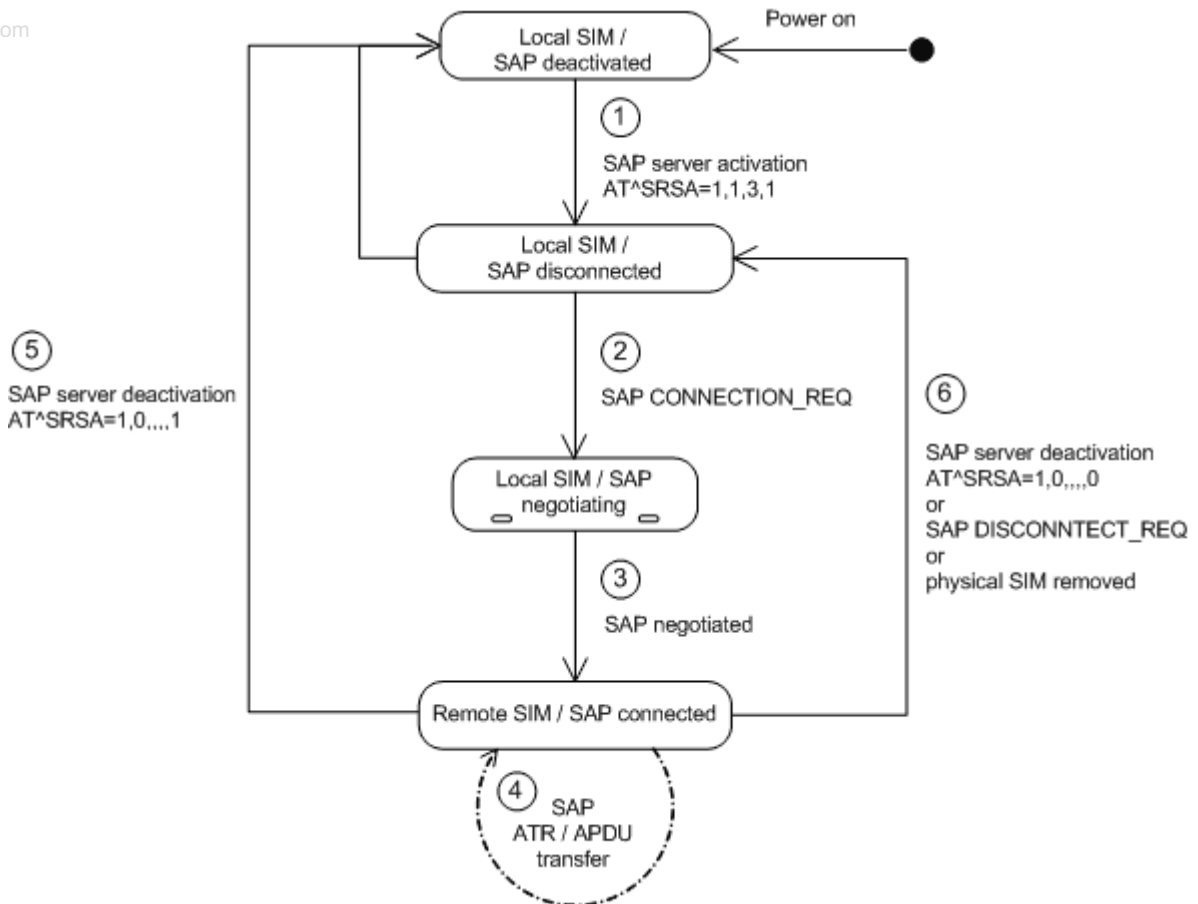 om
Power on
Local SIM /
SAP deactivated
1
SAP server activation
AT^SRSA=1,1,3,1
Local SIM /
SAP disconnected
5
SAP server deactivation
AT^SRSA=1,0,,,,1
2
SAP CONNECTION_REQ
6
SAP server deactivation
AT^SRSA=1,0,,,,0
or
SAP DISCONNTECT_REQ
or
physical SIM removed
Local SIM / SAP
negotiating
3
SAP negotiated
Remote SIM / SAP connected
4
SAP
ATR / APDU
transfer